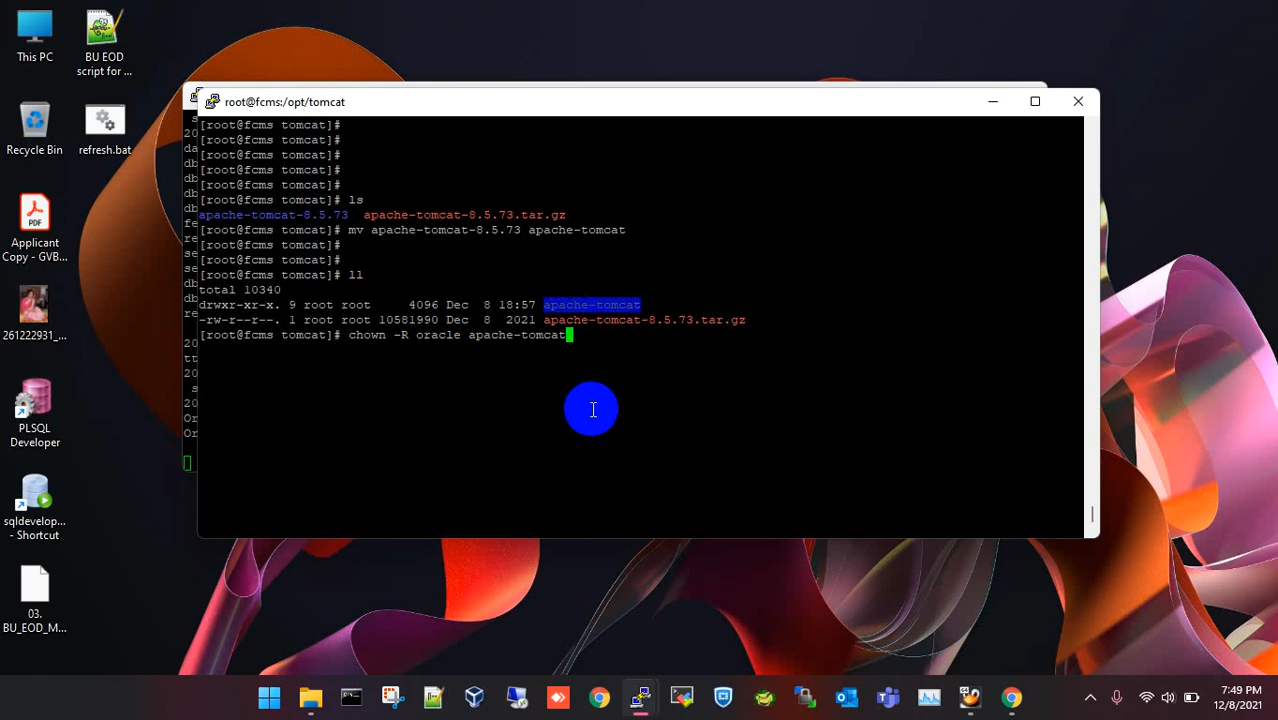 This PC
BU EOD
script for ...
Recycle Bin
refresh.bat
Applicant
Copy - GVB...
261222931_...
PLSQL
Developer
sqldevelop...
- Shortcut
03.
BU_EOD_M...
root@fcms:/opt/tomcat
[root@fcms tomcat]#
[root@fcms tomcat]#
[root@fcms tomcat]#
[root@fcms tomcat]#
[root@fcms tomcat]#
[root@fcms tomcat]# ls
apache-tomcat-8.5.73  apache-tomcat-8.5.73.tar.gz
[root@fcms tomcat]# mv apache-tomcat-8.5.73 apache-tomcat
[root@fcms tomcat]#
[root@fcms tomcat]#
[root@fcms tomcat]# ll
total 10340
drwxr-xr-x. 9 root root     4096 Dec  8 18:57 apache-tomcat
-rw-r--r--. 1 root root 10581990 Dec  8  2021 apache-tomcat-8.5.73.tar.gz
[root@fcms tomcat]# chown -R oracle apache-tomcat
7:49 PM
12/8/2021